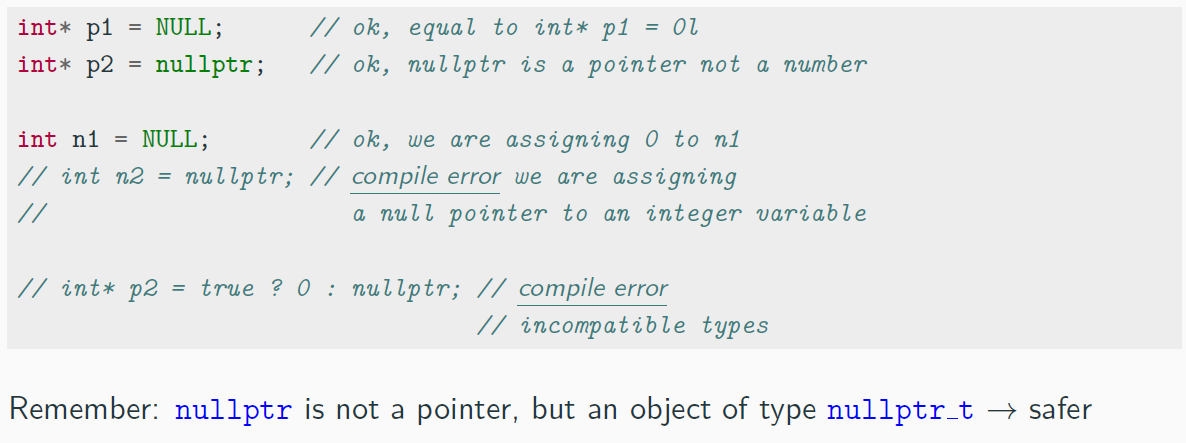 int* p1 = NULL;      // ok, equal to int* p1 = 0l
int* p2 = nullptr;   // ok, nullptr is a pointer not a number
int n1 = NULL;       // ok, we are assigning 0 to n1
// int n2 = nullptr; // compile error we are assigning
//                      a null pointer to an integer variable
// int* p2 = true ? 0 : nullptr; // compile error
                                 // incompatible types
Remember: nullptr is not a pointer, but an object of type nullptr_t → safer